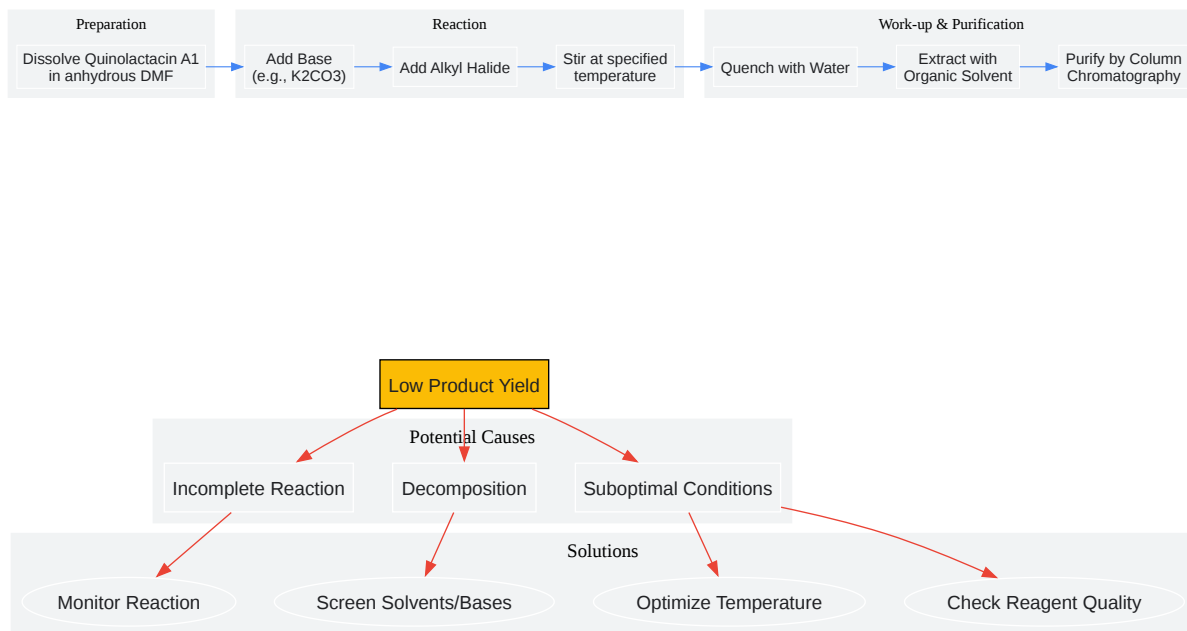 Preparation
Reaction
Work-up & Purification
Dissolve Quinolactacin A1
in anhydrous DMF
Add Base
(e.g., K2CO3)
Add Alkyl Halide
Stir at specified
temperature
Quench with Water
Extract with
Organic Solvent
Purify by Column
Chromatography
Low Product Yield
Potential Causes
Incomplete Reaction
Decomposition
Suboptimal Conditions
Solutions
Monitor Reaction
Screen Solvents/Bases
Optimize Temperature
Check Reagent Quality